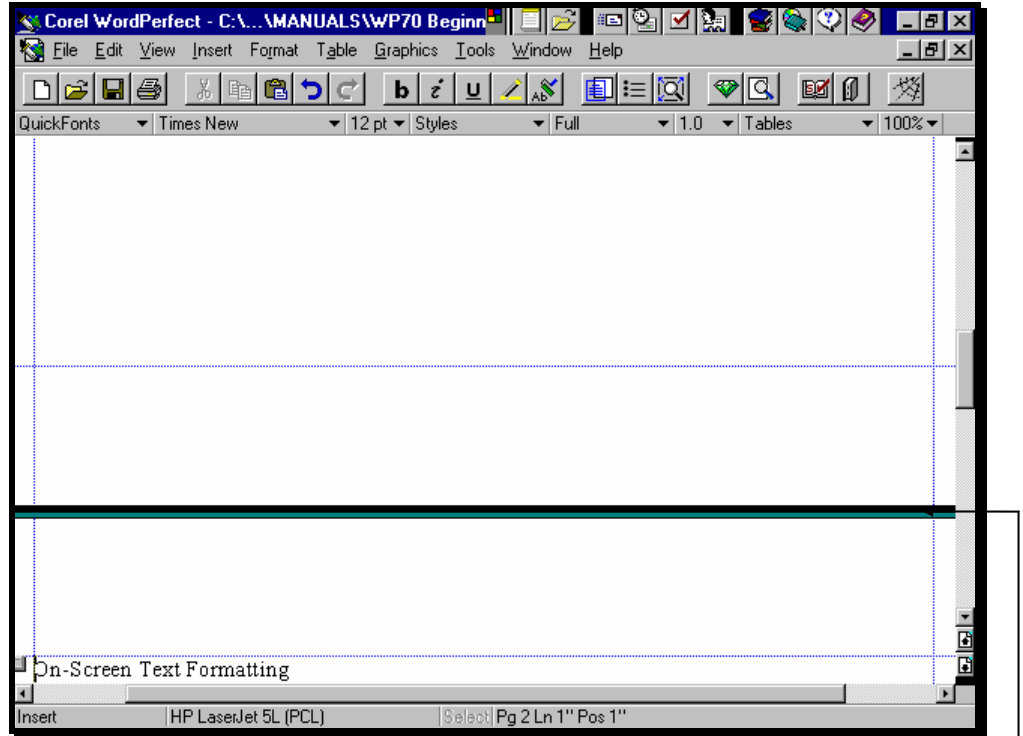 Corel WordPerfect - C:\...\MANUALS\WP70 Beginn
File Edit View Insert Format Table Graphics Tools Window Help
b i U ABC
QuickFonts Times New 12 pt Styles Full 1.0 Tables 100%
On-Screen Text Formatting
Insert HP LaserJet 5L (PCL) Select Pg 2 Ln 1" Pos 1"